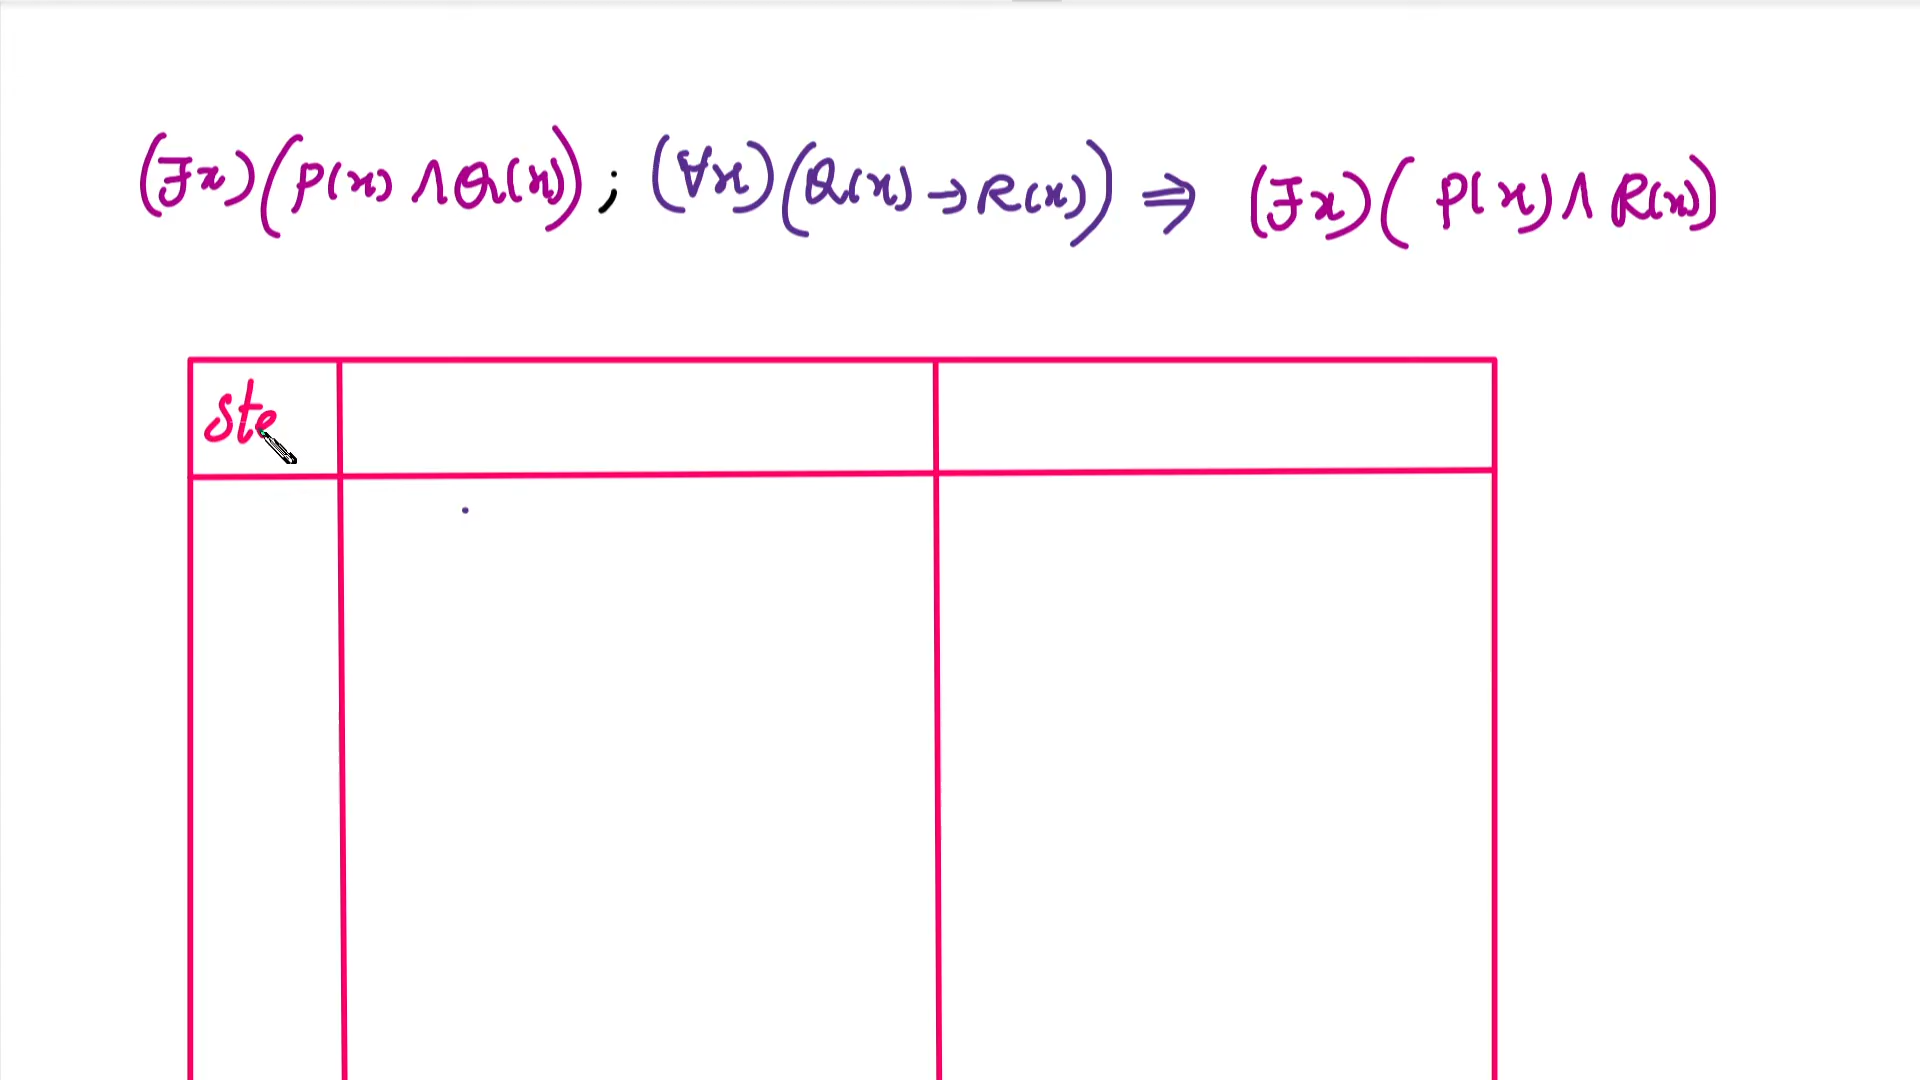 (∃x)(P(x) ∧ Q(x)) ; (∀x)(Q(x) → R(x)) ⇒ (∃x)( P(x) ∧ R(x))
Ste